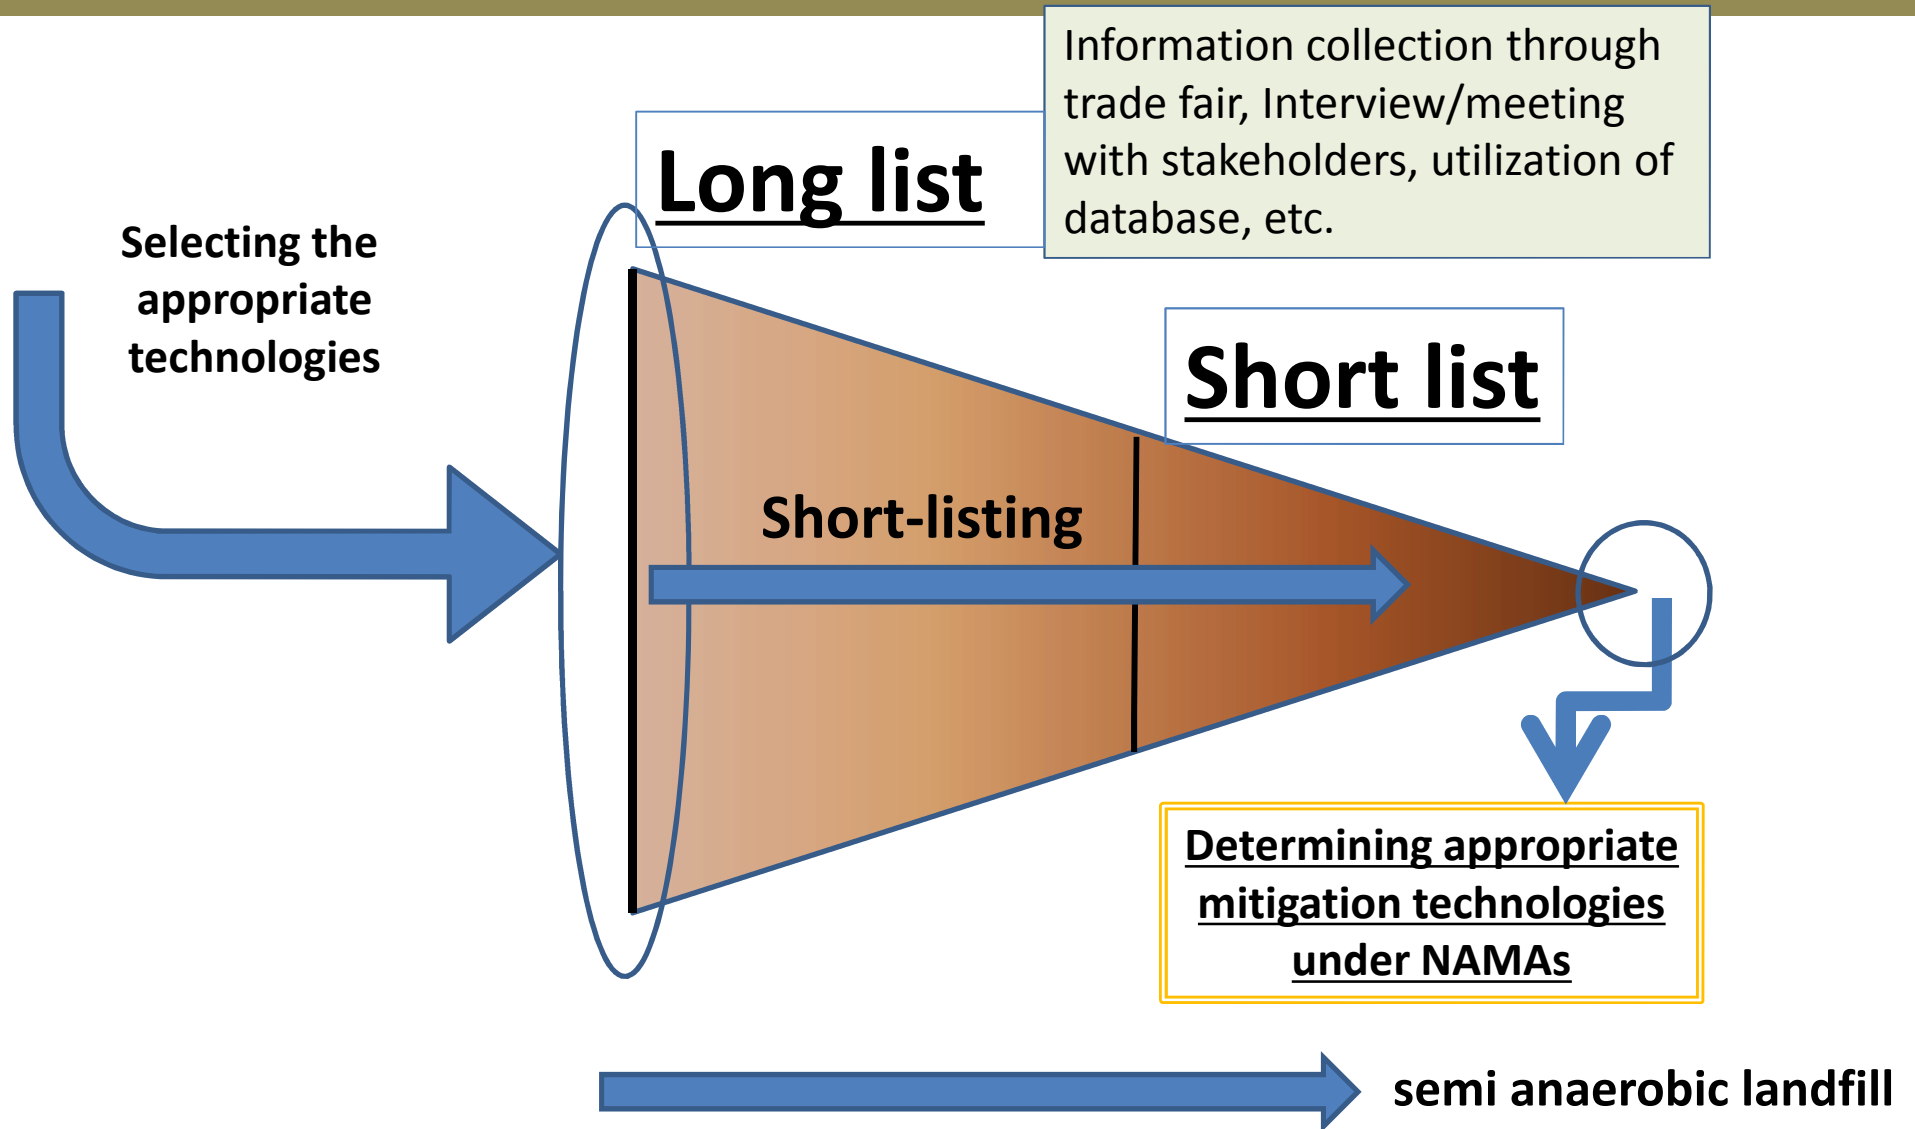 Information collection through
trade fair, Interview/meeting
with stakeholders, utilization of
database, etc.
Long list
Selecting the
appropriate
technologies
Short list
Short-listing
Determining appropriate
mitigation technologies
under NAMAs
semi anaerobic landfill